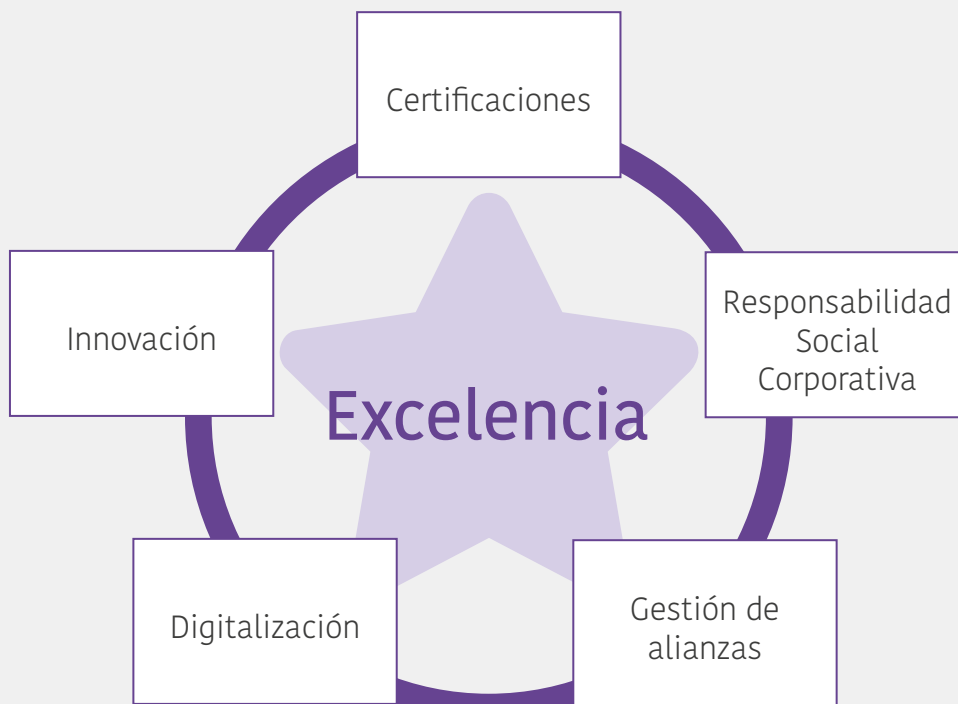 Certificaciones
Innovación
Responsabilidad
Social
Corporativa
Excelencia
Digitalización
Gestión de
alianzas